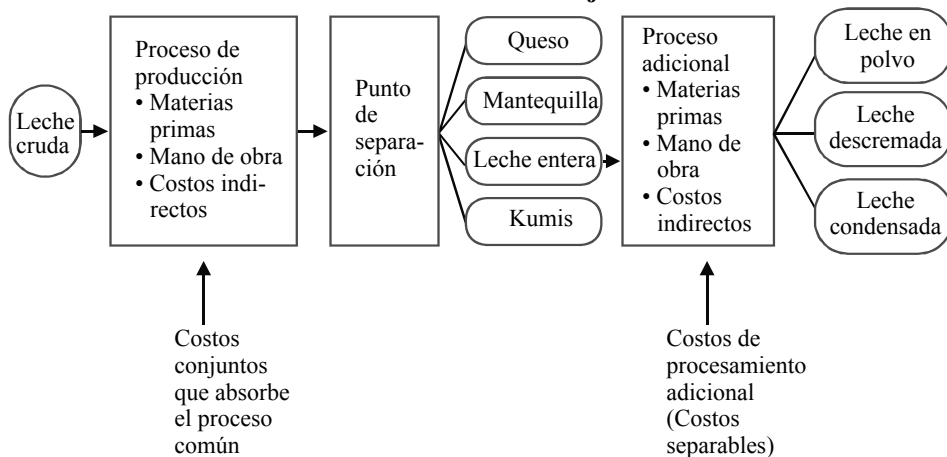 Leche
cruda
Proceso de
producción
• Materias
primas
• Mano de obra
• Costos indi-
rectos
Punto
de
separa-
ción
Queso
Mantequilla
Leche entera
Kumis
Proceso
adicional
• Materias
primas
• Mano de
obra
• Costos
indirectos
Leche en
polvo
Leche
descremada
Leche
condensada
Costos
conjuntos
que absorbe
el proceso
común
Costos de
procesamiento
adicional
(Costos
separables)